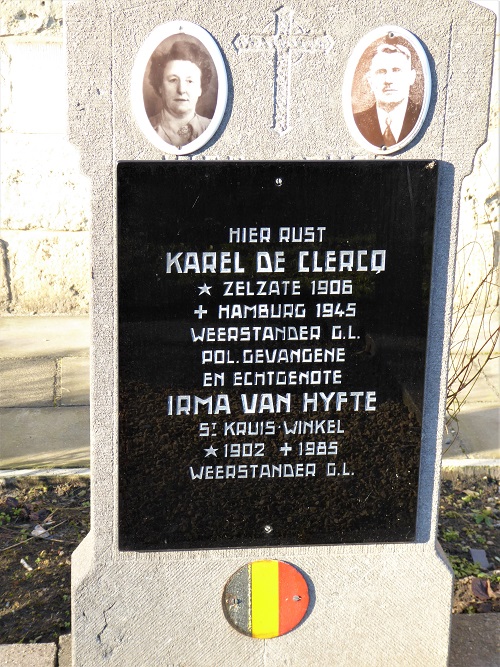 HIER RUST
KAREL DE CLERCQ
* ZELZATE 1906
+ HAMBURG 1945
WEERSTANDER G.L.
POL. GEVANGENE
EN ECHTGENOTE
IRMA VAN HYFTE
ST KRUIS-WINKEL
*1902 +1985
WEERSTANDER G.L.